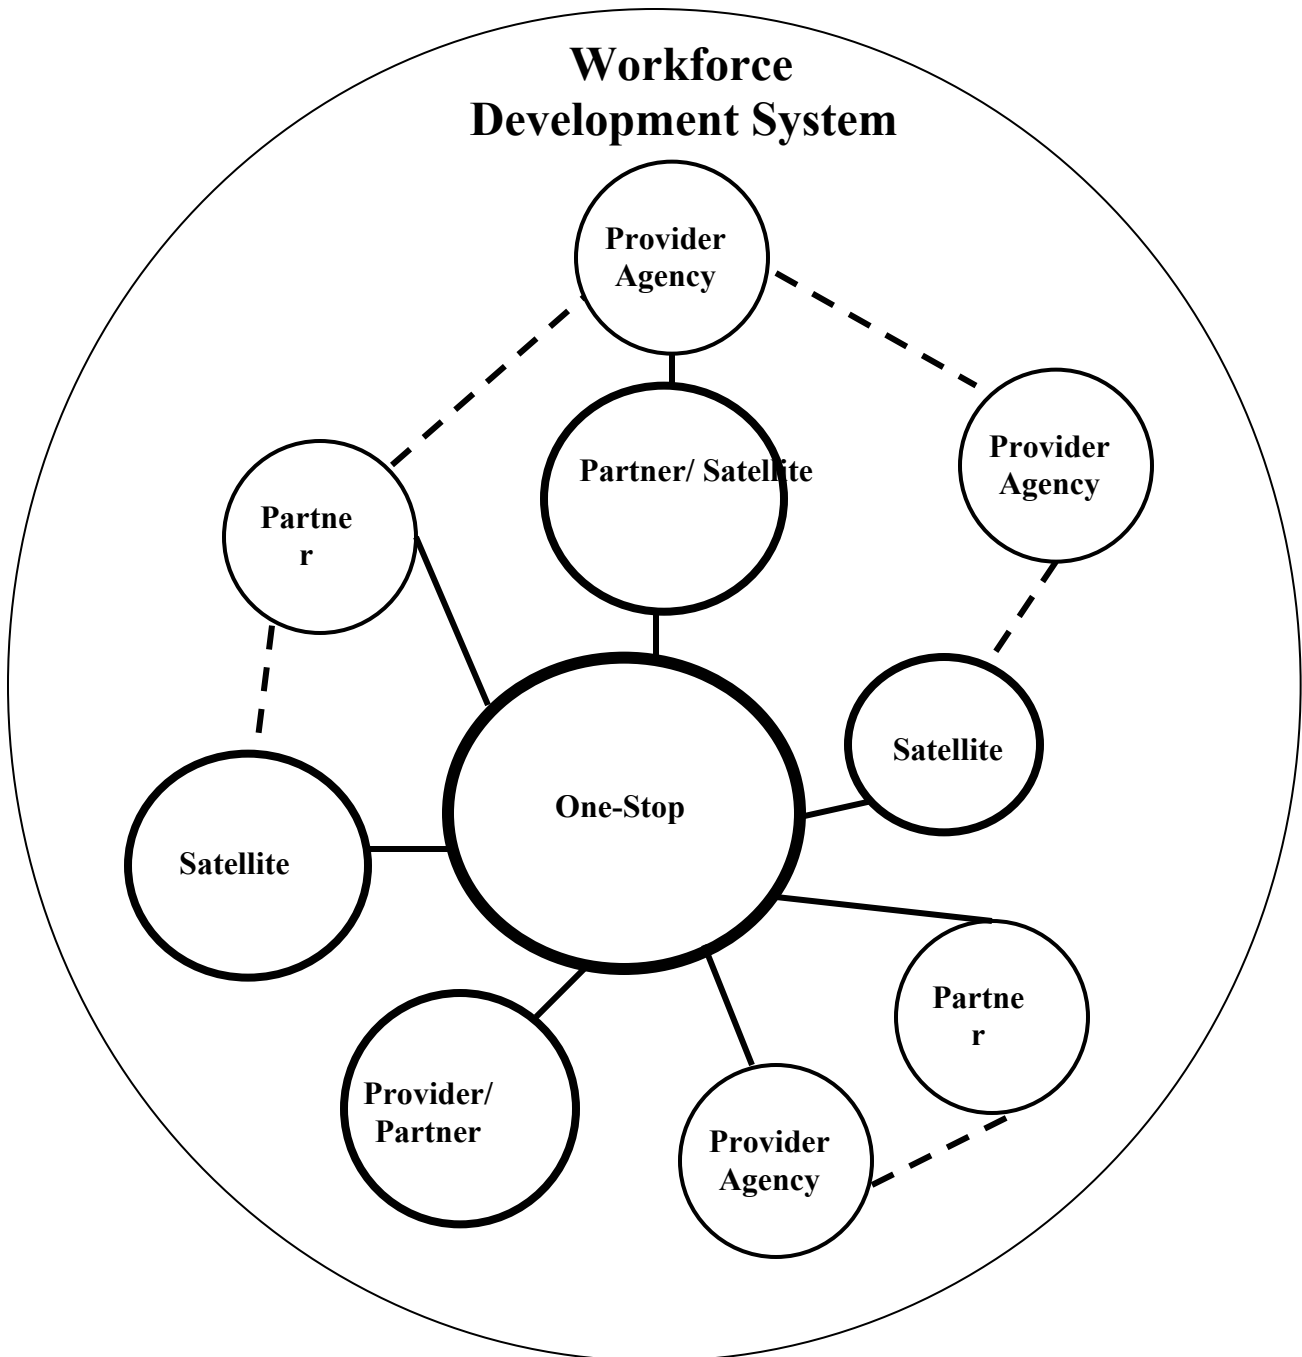 Workforce
Development System
Provider
Agency
Provider
Agency
Partner/ Satellite
Partne
r
Satellite
One-Stop
Satellite
Partne
r
Provider/
Partner
Provider
Agency